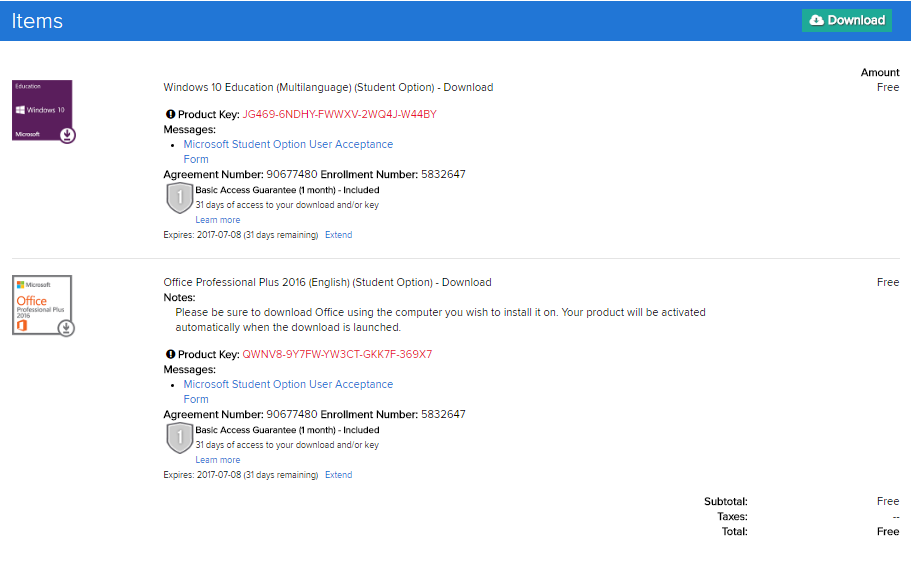 Items
Download
Amount
Education
Windows 10
Microsoft
Windows 10 Education (Multilanguage) (Student Option) - Download
Free
Product Key: JG469-6NDHY-FWWXV-2WQ4J-W44BY
Messages:
Microsoft Student Option User Acceptance
Form
Agreement Number: 90677480 Enrollment Number: 5832647
1
Basic Access Guarantee (1 month) - Included
31 days of access to your download and/or key
Learn more
Expires: 2017-07-08 (31 days remaining) Extend
Microsoft
Office
Professional Plus
2016
Office Professional Plus 2016 (English) (Student Option) - Download
Free
Notes:
Please be sure to download Office using the computer you wish to install it on. Your product will be activated
automatically when the download is launched.
Product Key: QWNV8-9Y7FW-YW3CT-GKK7F-369X7
Messages:
Microsoft Student Option User Acceptance
Form
Agreement Number: 90677480 Enrollment Number: 5832647
1
Basic Access Guarantee (1 month) - Included
31 days of access to your download and/or key
Learn more
Expires: 2017-07-08 (31 days remaining) Extend
Subtotal: Free
Taxes: --
Total: Free